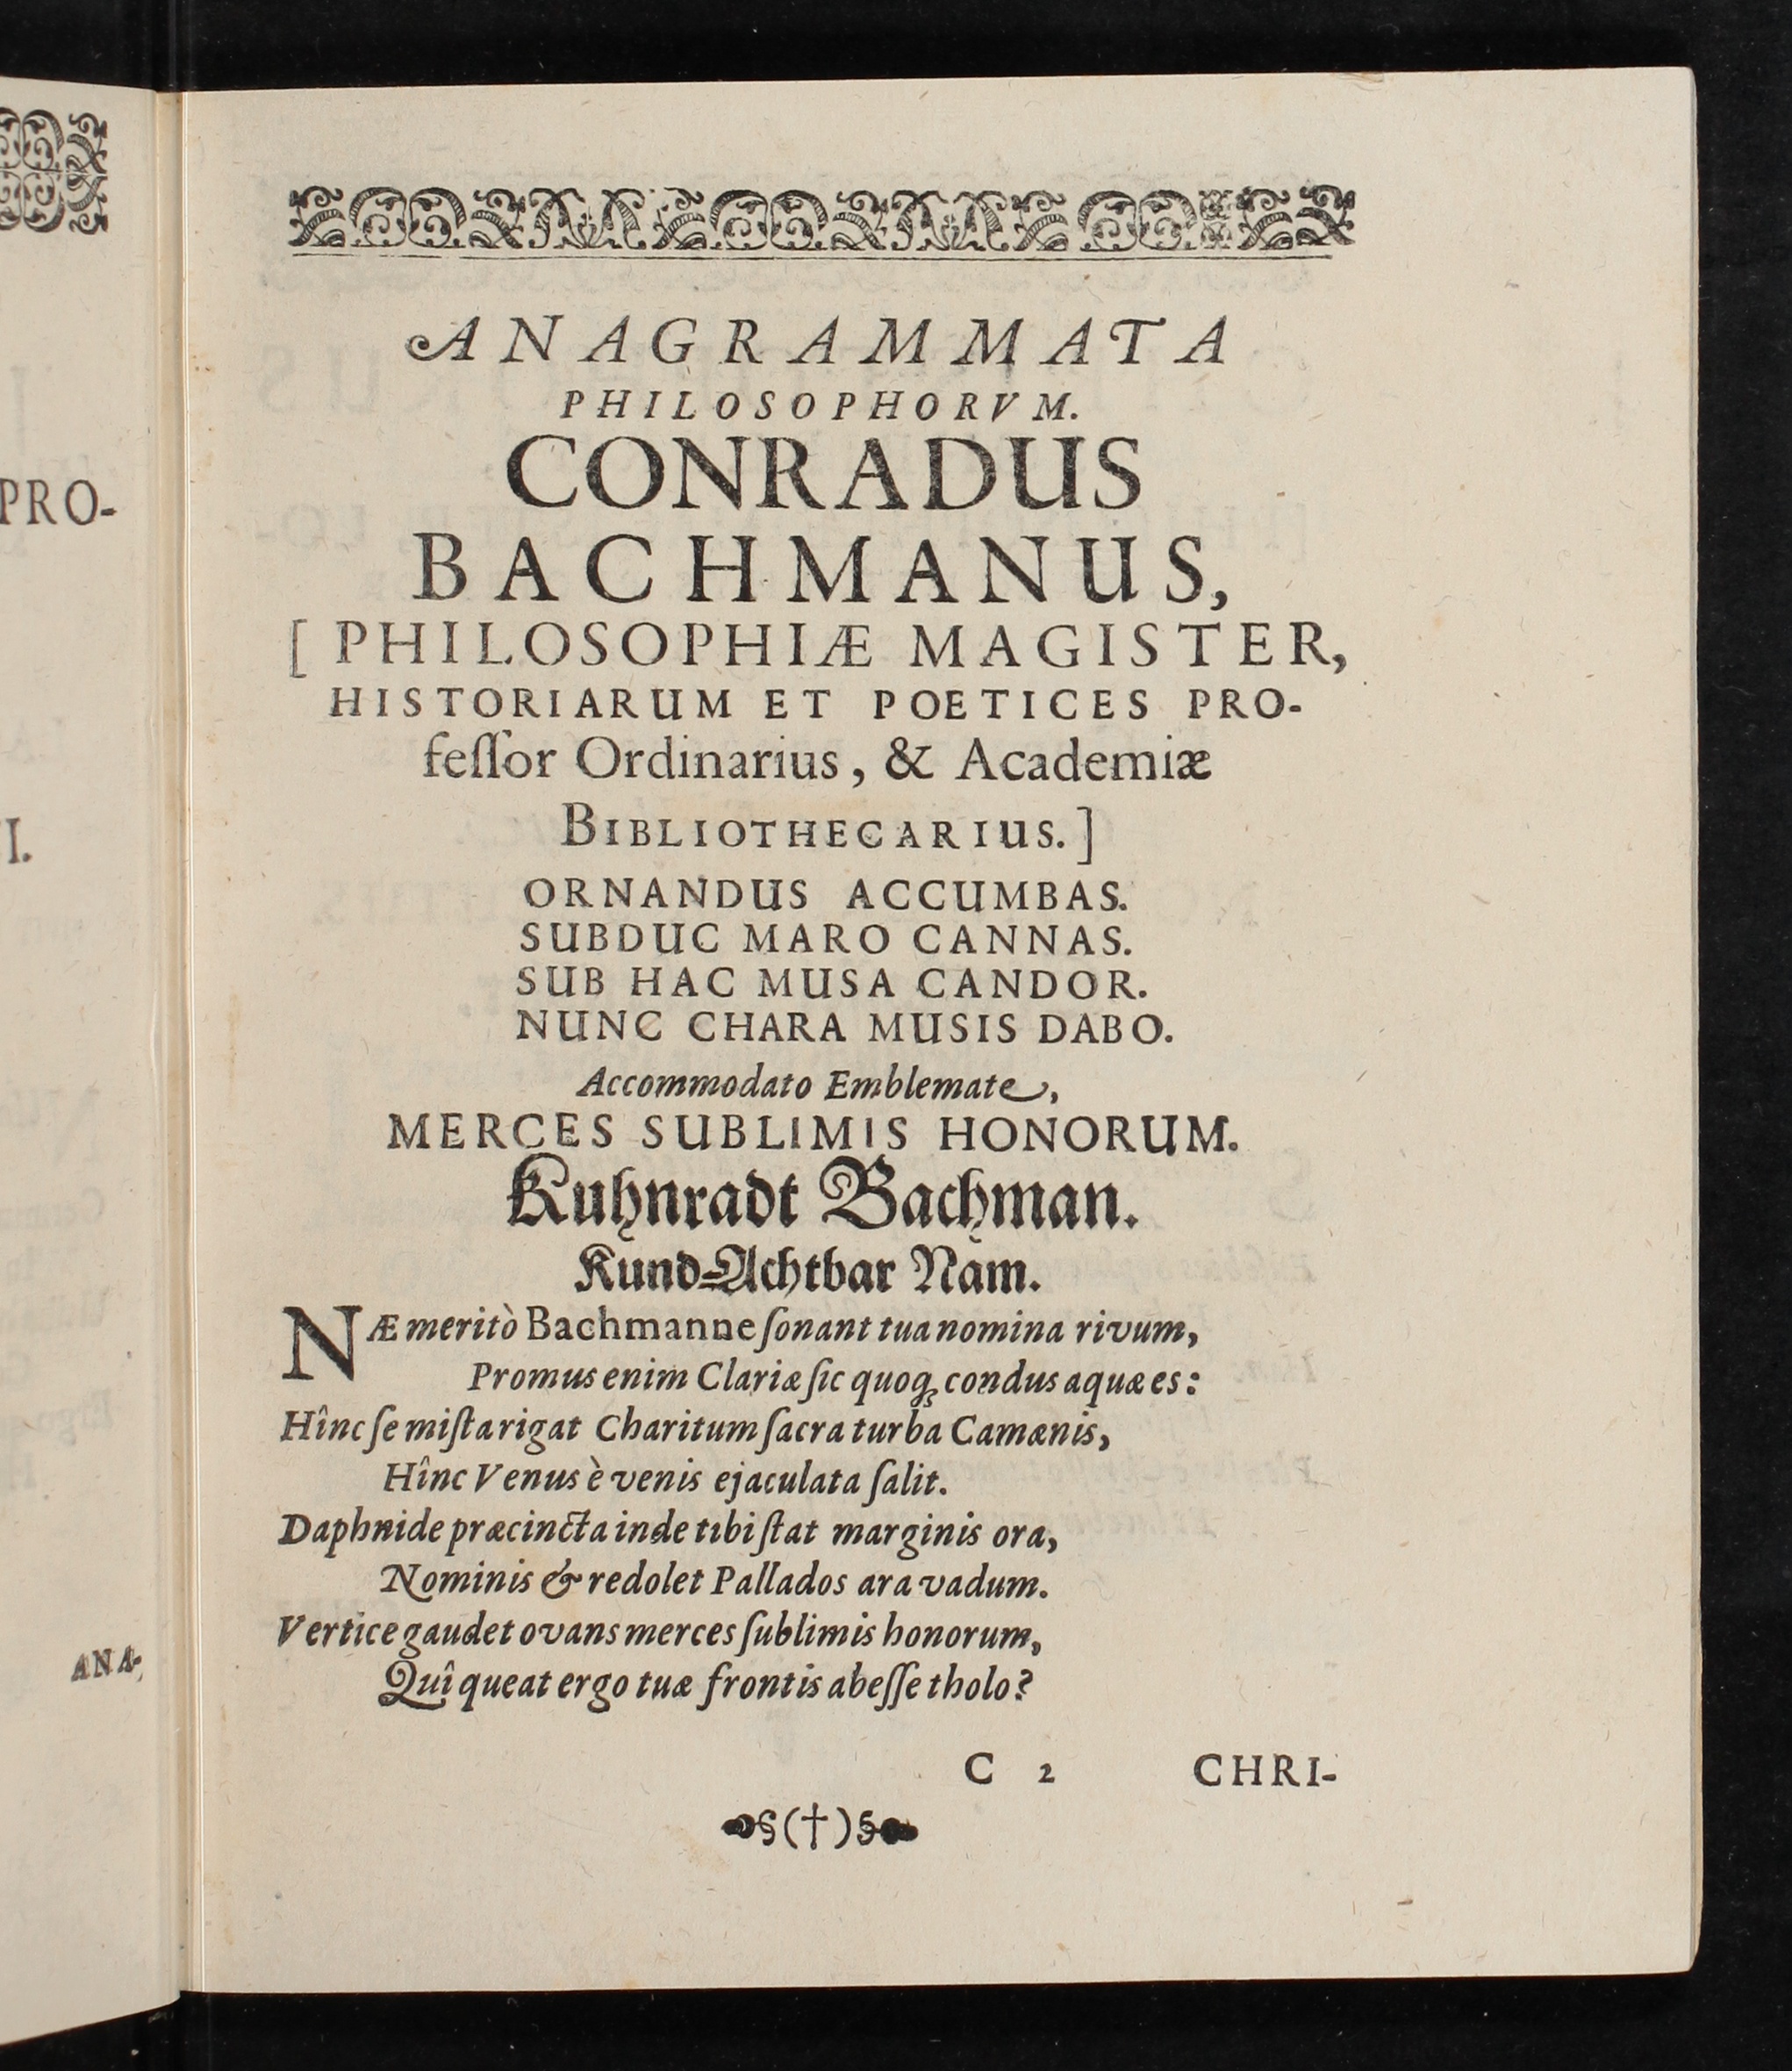 PRO-
I.
ANA-
ANAGRAMMATA
PHILOSOPHORVM.
CONRADUS
BACHMANUS,
[ PHILOSOPHIÆ MAGISTER,
HISTORIARUM ET POETICES PRO-
feſſor Ordinarius, & Academiæ
BIBLIOTHECARIUS. ]
ORNANDUS ACCUMBAS.
SUBDUC MARO CANNAS.
SUB HAC MUSA CANDOR.
NUNC CHARA MUSIS DABO.
Accommodato Emblemate,
MERCES SUBLIMIS HONORUM.
Kuhnradt Bachman.
Kund-Achtbar Nam.
NÆ meritò Bachmanne ſonant tua nomina rivum,
Promus enim Clariæ ſic quoq; condus aquæ es:
Hînc ſe miſta rigat Charitum ſacra turba Camœnis,
Hînc Venus è venis ejaculata ſalit.
Daphnide præcincta inde tibi ſtat marginis ora,
Nominis & redolet Pallados ara vadum.
Vertice gaudet ovans merces ſublimis honorum,
Quî queat ergo tuæ frontis abeſſe tholo?
C 2 CHRI-
§(†)§